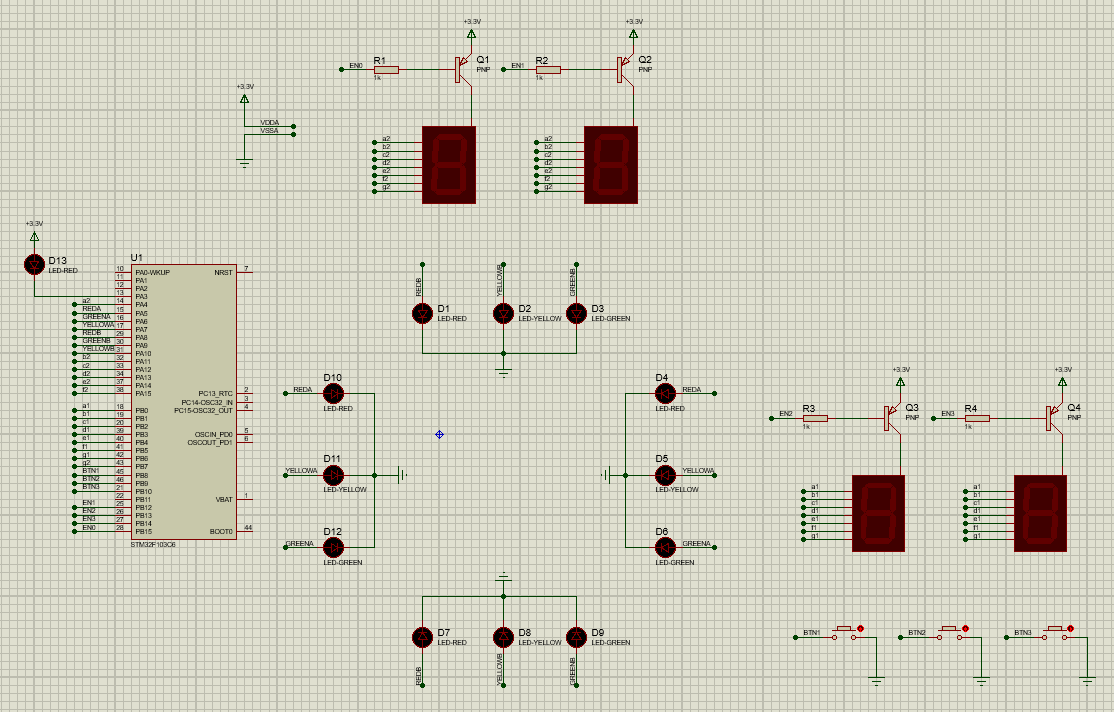 +3.3V
+3.3V
EN0
R1
1k
Q1
PNP
EN1
R2
1k
Q2
PNP
+3.3V
VDDA
VSSA
a2
b2
c2
d2
e2
f2
g2
a2
b2
c2
d2
e2
f2
g2
+3.3V
D13
LED-RED
U1
10 PA0-WKUP NRST 7
11 PA1
12 PA2
13 PA3
a2 14 PA4
REDA 15 PA5
GREENA 16 PA6
YELLOWA 17 PA7
REDB 29 PA8
GREENB 30 PA9
YELLOWB 31 PA10
b2 32 PA11
c2 33 PA12
d2 34 PA13
e2 37 PA14
f2 38 PA15
PC13_RTC 2
PC14-OSC32_IN 3
PC15-OSC32_OUT 4
a1 18 PB0
b1 19 PB1
c1 20 PB2
d1 39 PB3
e1 40 PB4
f1 41 PB5
g1 42 PB6
g2 43 PB7
BTN1 45 PB8
BTN2 46 PB9
BTN3 21 PB10
22 PB11
EN1 25 PB12
EN2 26 PB13
EN3 27 PB14
EN0 28 PB15
OSCIN_PD0 5
OSCOUT_PD1 6
VBAT 1
BOOT0 44
STM32F103C6
REDB
D1
LED-RED
YELLOWB
D2
LED-YELLOW
GREENB
D3
LED-GREEN
REDA
D10
LED-RED
YELLOWA
D11
LED-YELLOW
GREENA
D12
LED-GREEN
D4
REDA
LED-RED
D5
YELLOWA
LED-YELLOW
D6
GREENA
LED-GREEN
D7
LED-RED
REDB
D8
LED-YELLOW
YELLOWB
D9
LED-GREEN
GREENB
+3.3V
+3.3V
EN2
R3
1k
Q3
PNP
EN3
R4
1k
Q4
PNP
a1
b1
c1
d1
e1
f1
g1
a1
b1
c1
d1
e1
f1
g1
BTN1
BTN2
BTN3